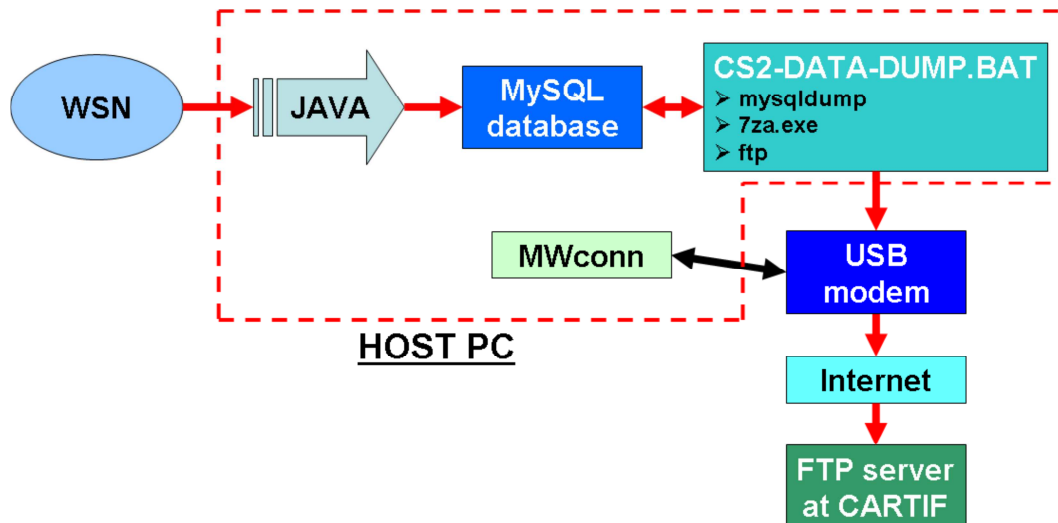 WSN
JAVA
MySQL
database
CS2-DATA-DUMP.BAT
➢ mysqldump
➢ 7za.exe
➢ ftp
MWconn
USB
modem
HOST PC
Internet
FTP server
at CARTIF